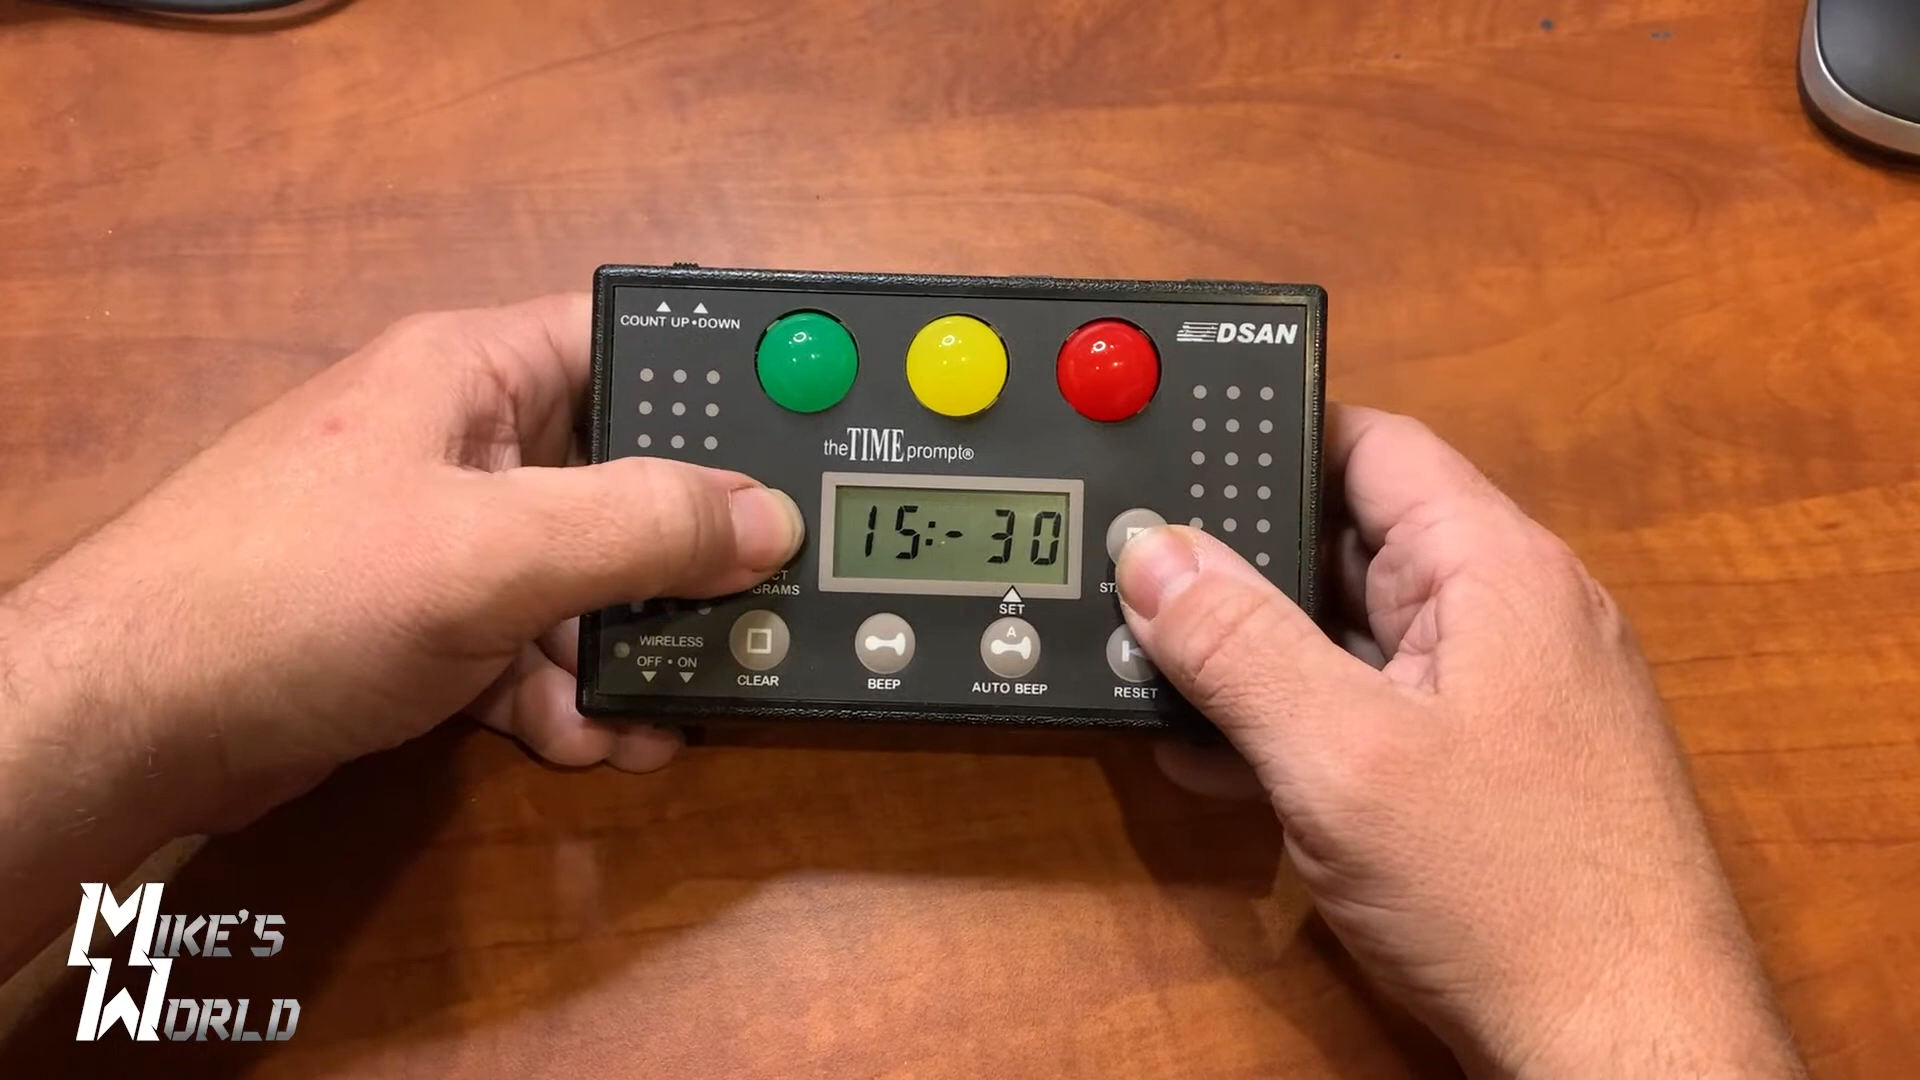 COUNT UP•DOWN
DSAN
the TIME prompt®
15:- 30
GRAMS
SET
A
WIRELESS
OFF • ON
CLEAR
BEEP
AUTO BEEP
RESET
MIKE'S
WORLD